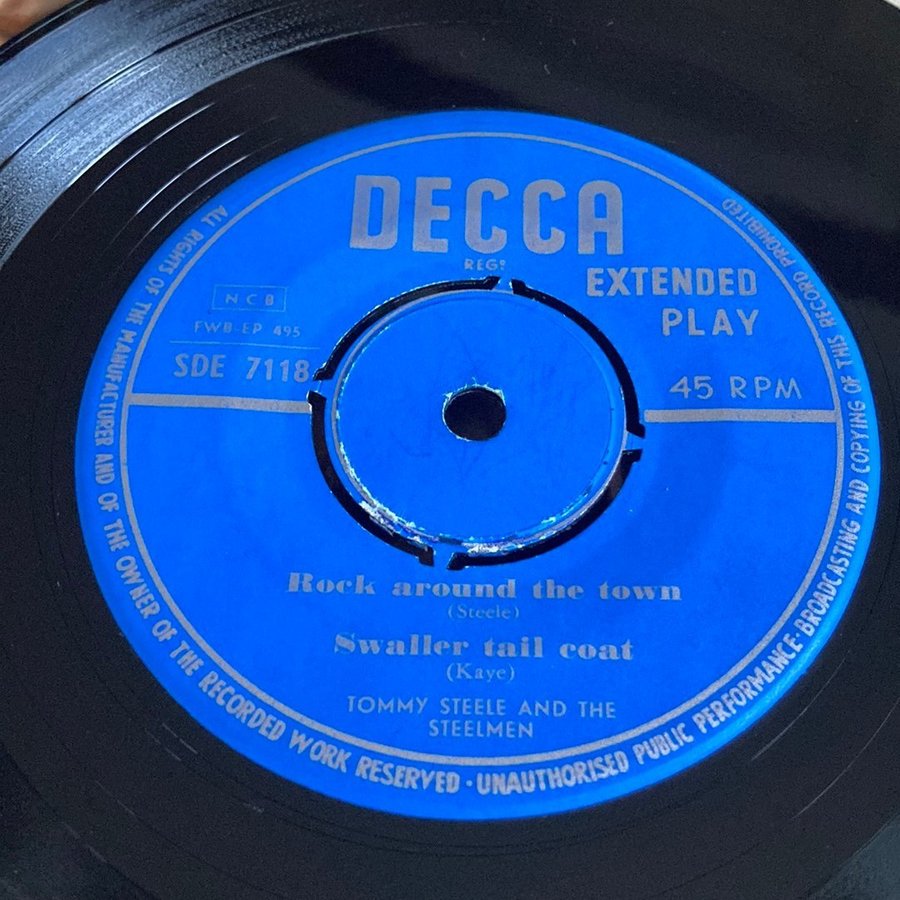 DECCA
REGD
EXTENDED
PLAY
NCB
FWB-EP 495
SDE 7118
45 RPM
Rock around the town
(Steele)
Swaller tail coat
(Kaye)
TOMMY STEELE AND THE
STEELMEN
ALL RIGHTS OF THE MANUFACTURER AND OF THE OWNER OF THE RECORDED WORK RESERVED · UNAUTHORISED PUBLIC PERFORMANCE · BROADCASTING AND COPYING OF THIS RECORD PROHIBITED